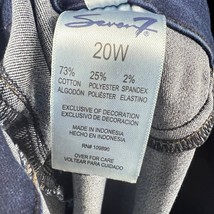 Seven7®
20W
73% 25% 2%
COTTON POLYESTER SPANDEX
ALGODÓN POLIÉSTER ELASTINO
EXCLUSIVE OF DECORATION
EXCLUSIVO DE DECORACIÓN
MADE IN INDONESIA
HECHO EN INDONESIA
RN# 109890
OVER FOR CARE
VOLTEAR PARA CUIDADO